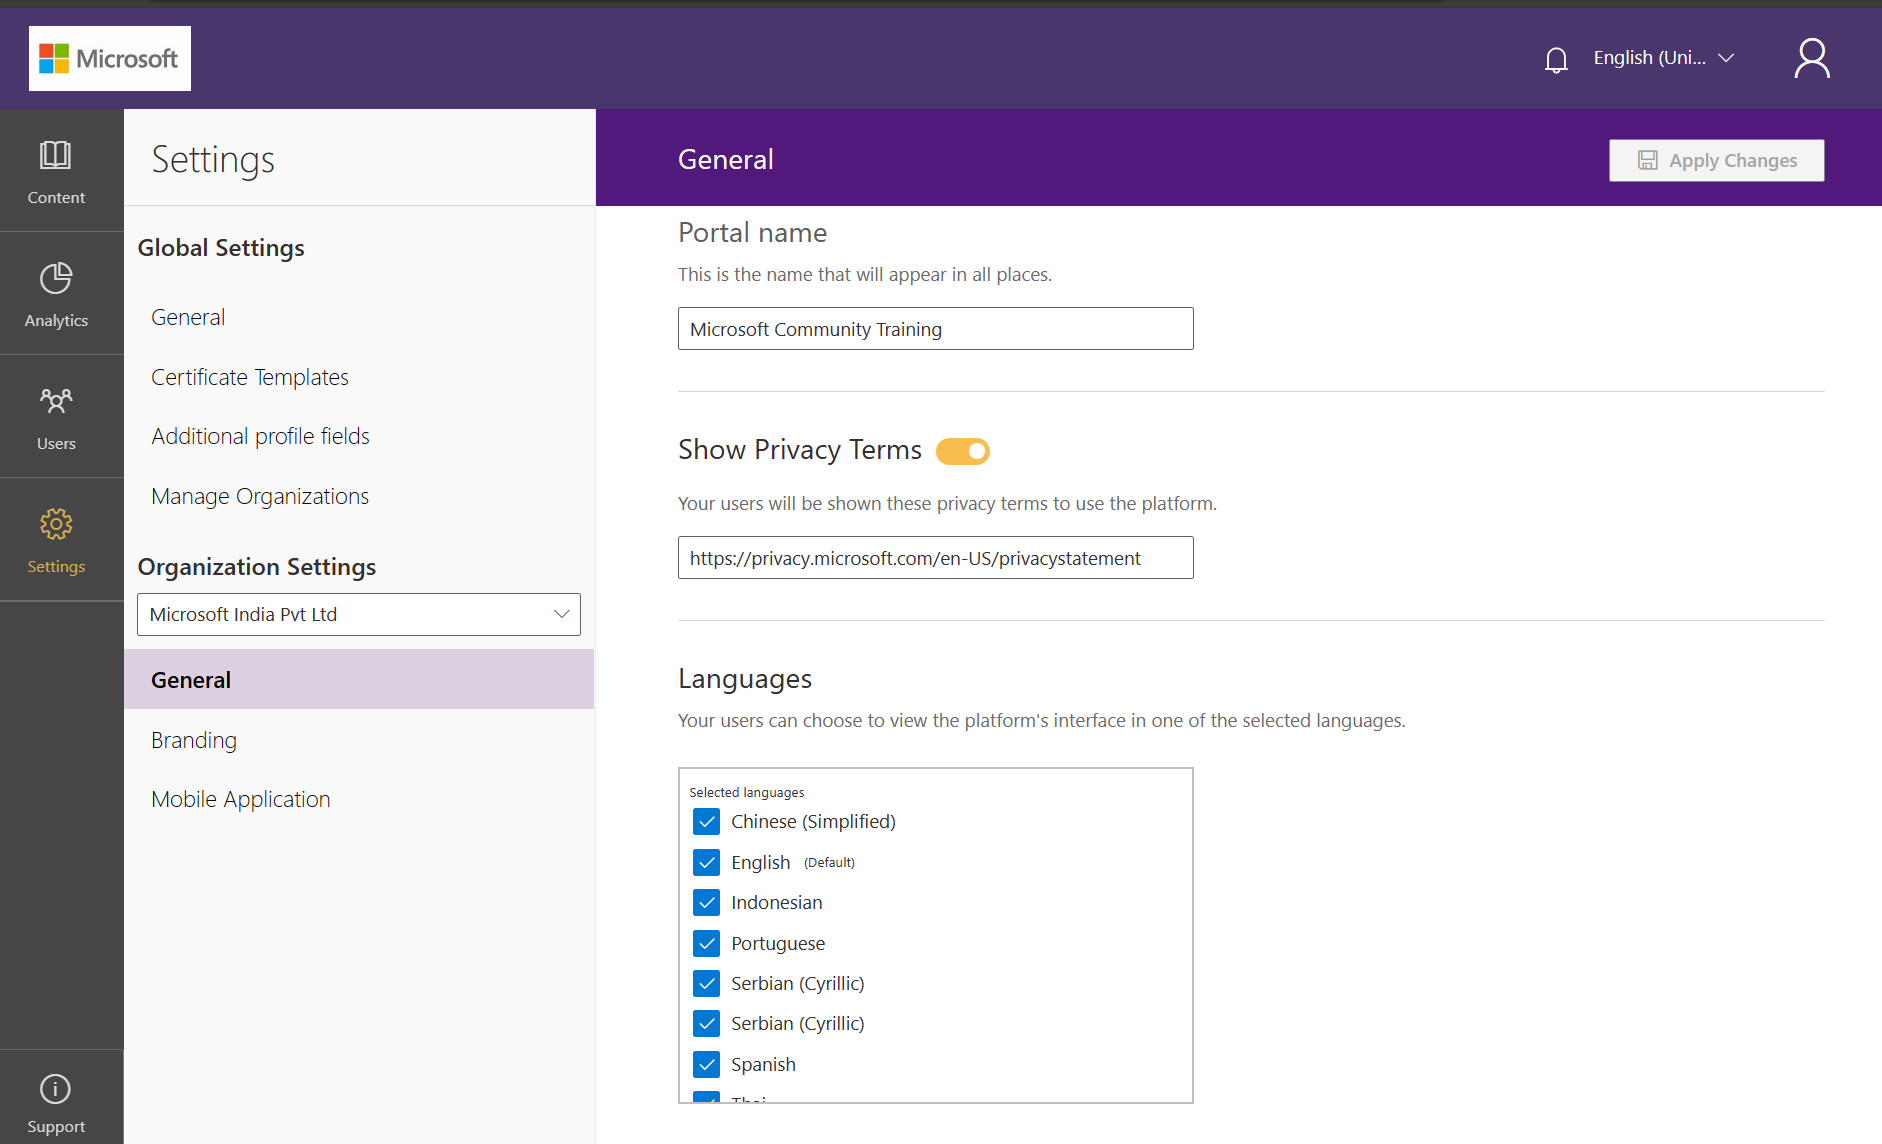 Microsoft
English (Uni...
Content
Analytics
Users
Settings
Support
Settings
Global Settings
General
Certificate Templates
Additional profile fields
Manage Organizations
Organization Settings
Microsoft India Pvt Ltd
General
Branding
Mobile Application
General
Apply Changes
Portal name
This is the name that will appear in all places.
Microsoft Community Training
Show Privacy Terms
Your users will be shown these privacy terms to use the platform.
https://privacy.microsoft.com/en-US/privacystatement
Languages
Your users can choose to view the platform's interface in one of the selected languages.
Selected languages
Chinese (Simplified)
English (Default)
Indonesian
Portuguese
Serbian (Cyrillic)
Serbian (Cyrillic)
Spanish
Thai